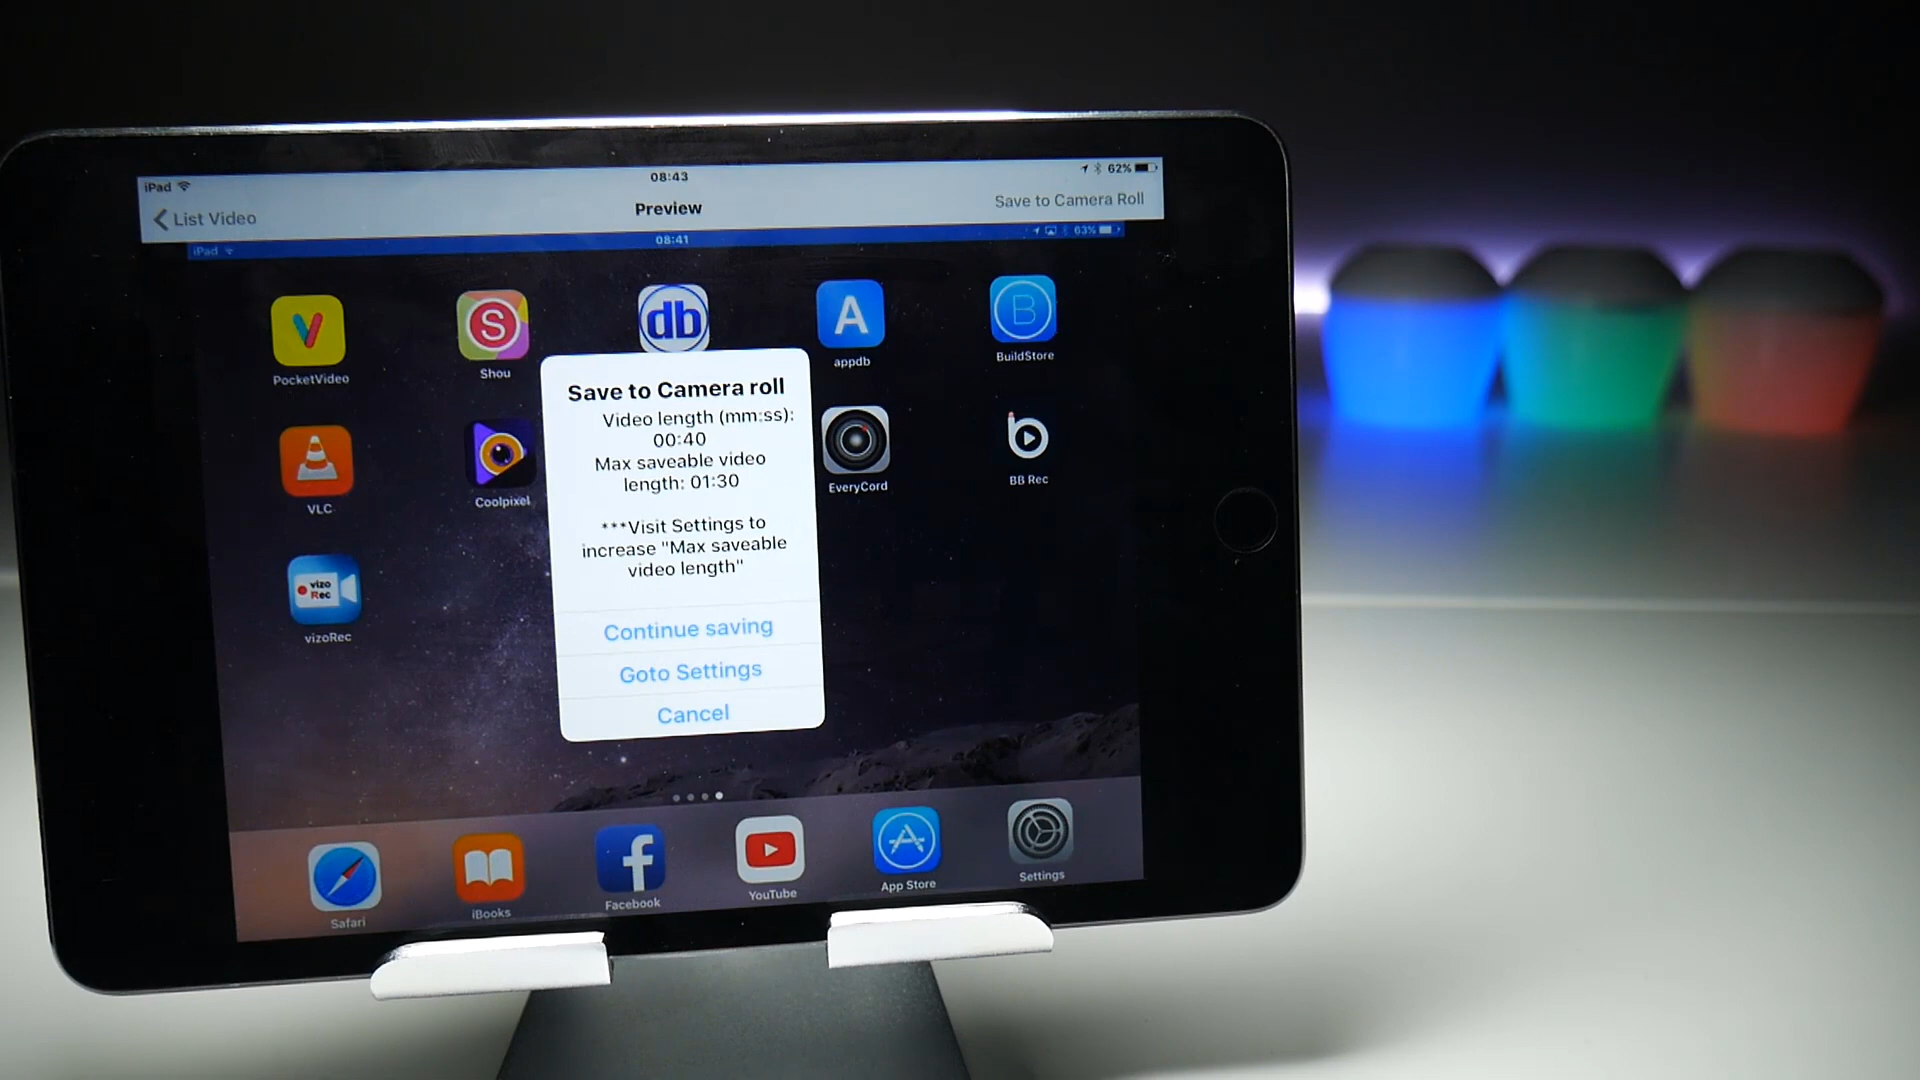 iPad 08:43 62%
List Video Preview Save to Camera Roll
iPad 08:41 63%
V S db A B
PocketVideo Shou appdb BuildStore
Save to Camera roll
Video length (mm:ss):
00:40
Max saveable video
length: 01:30
***Visit Settings to
increase "Max saveable
video length"
Continue saving
Goto Settings
Cancel
b
VLC Coolpixel EveryCord BB Rec
vizo
Rec
vizoRec
f
Safari iBooks Facebook YouTube App Store Settings